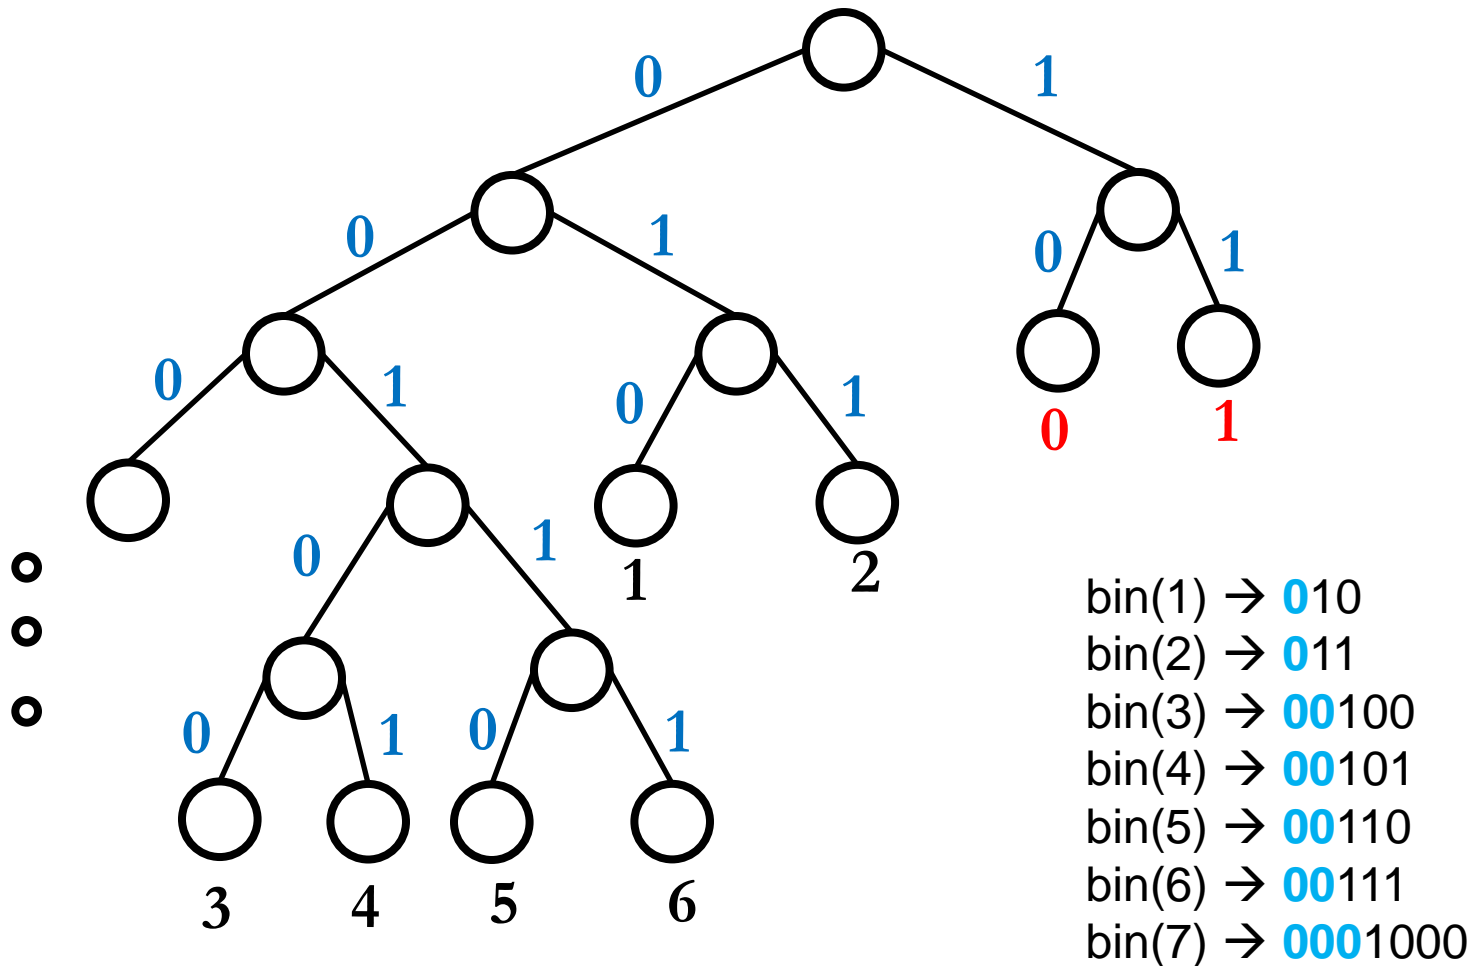 0 1
0 1 0 1
0 1 0 1
0 1
0 1
1 2
0 1 0 1
3 4 5 6
bin(1) → 010
bin(2) → 011
bin(3) → 00100
bin(4) → 00101
bin(5) → 00110
bin(6) → 00111
bin(7) → 0001000